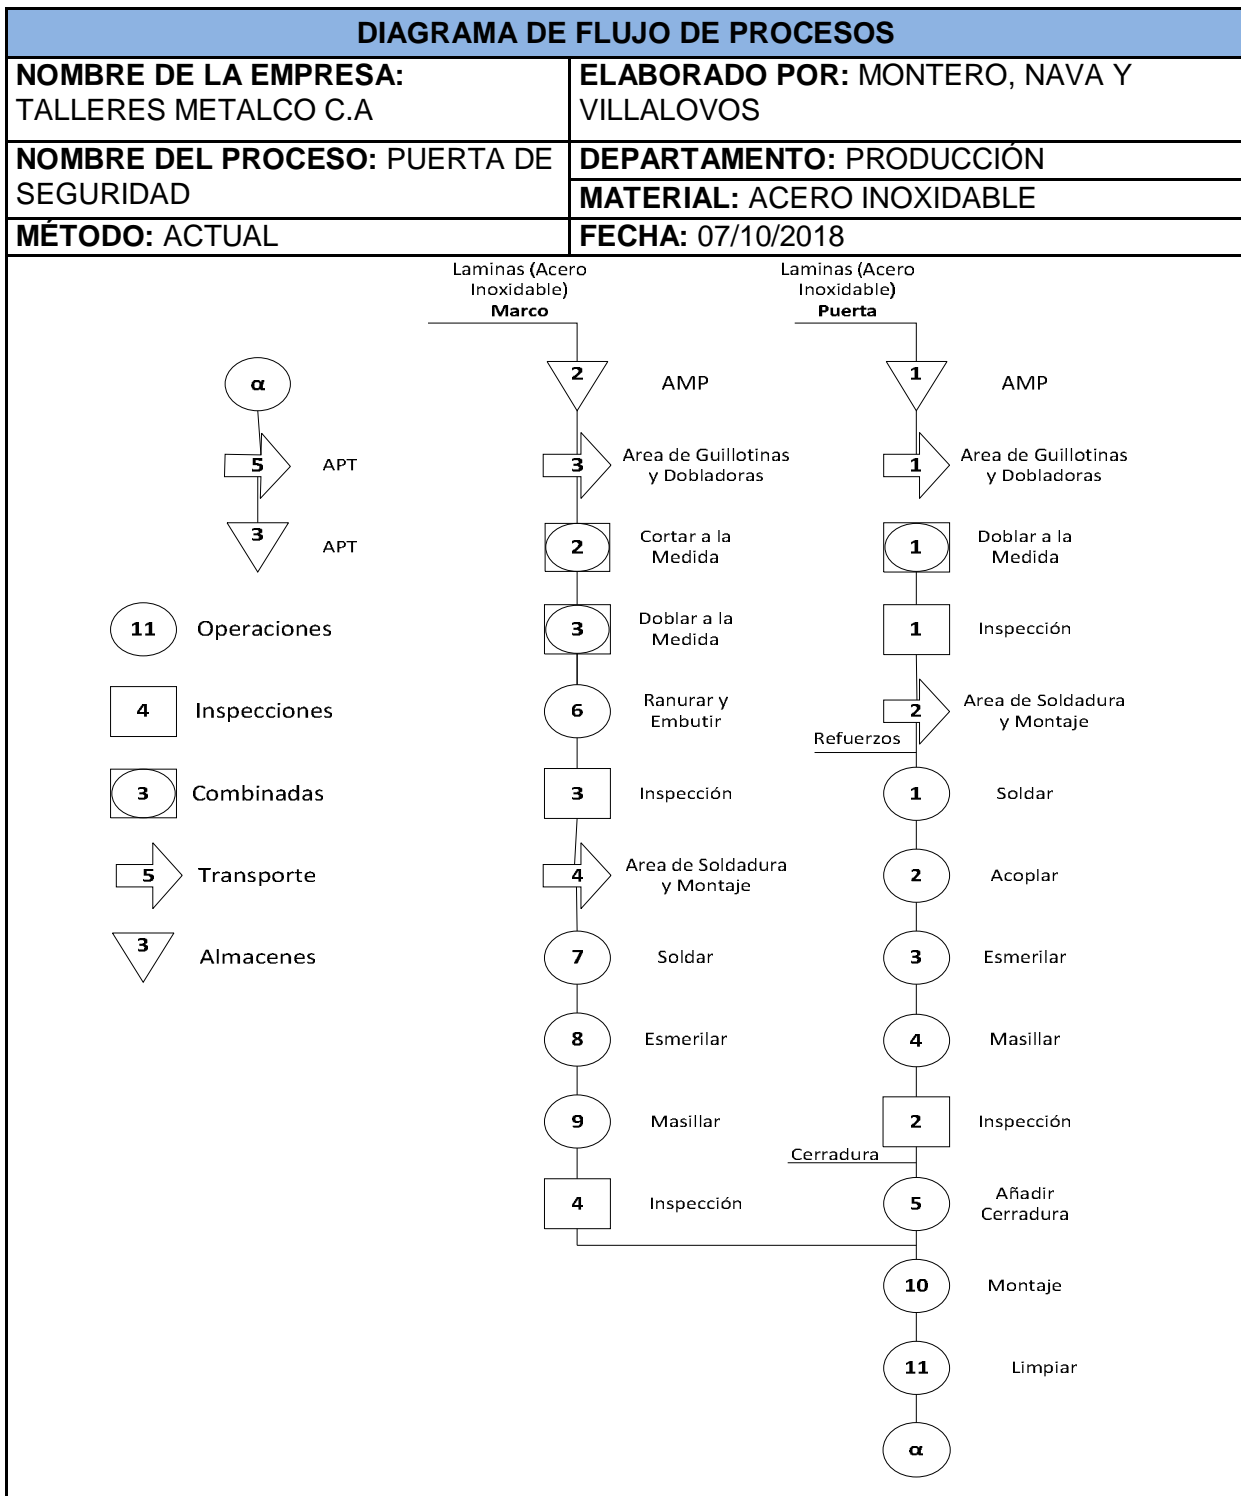 DIAGRAMA DE FLUJO DE PROCESOS
NOMBRE DE LA EMPRESA:
TALLERES METALCO C.A
ELABORADO POR: MONTERO, NAVA Y
VILLALOVOS
NOMBRE DEL PROCESO: PUERTA DE
SEGURIDAD
DEPARTAMENTO: PRODUCCIÓN
MATERIAL: ACERO INOXIDABLE
MÉTODO: ACTUAL
FECHA: 07/10/2018
α
5
APT
3
APT
11
Operaciones
4
Inspecciones
3
Combinadas
5
Transporte
3
Almacenes
Laminas (Acero
Inoxidable)
Marco
2
AMP
3
Area de Guillotinas
y Dobladoras
2
Cortar a la
Medida
3
Doblar a la
Medida
6
Ranurar y
Embutir
3
Inspección
4
Area de Soldadura
y Montaje
7
Soldar
8
Esmerilar
9
Masillar
4
Inspección
Laminas (Acero
Inoxidable)
Puerta
1
AMP
1
Area de Guillotinas
y Dobladoras
1
Doblar a la
Medida
1
Inspección
2
Area de Soldadura
y Montaje
Refuerzos
1
Soldar
2
Acoplar
3
Esmerilar
4
Masillar
2
Inspección
Cerradura
5
Añadir
Cerradura
10
Montaje
11
Limpiar
α